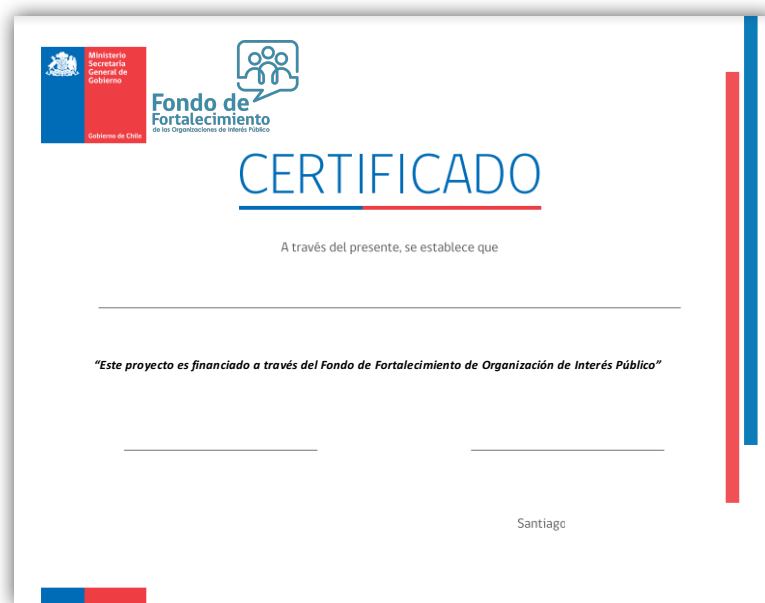 Ministerio
Secretaría
General de
Gobierno
Gobierno de Chile
Fondo de
Fortalecimiento
de las Organizaciones de Interés Público
CERTIFICADO
A través del presente, se establece que
“Este proyecto es financiado a través del Fondo de Fortalecimiento de Organización de Interés Público”
Santiago